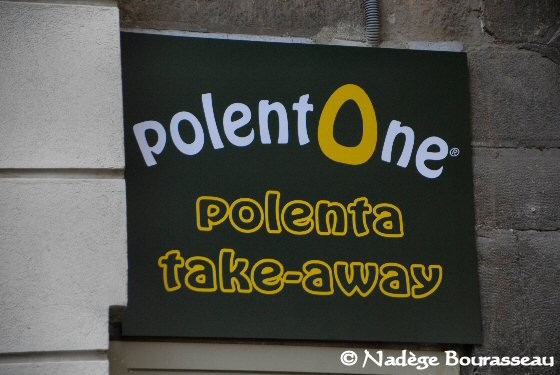 polentOne®
polenta
take-away
© Nadège Bourasseau